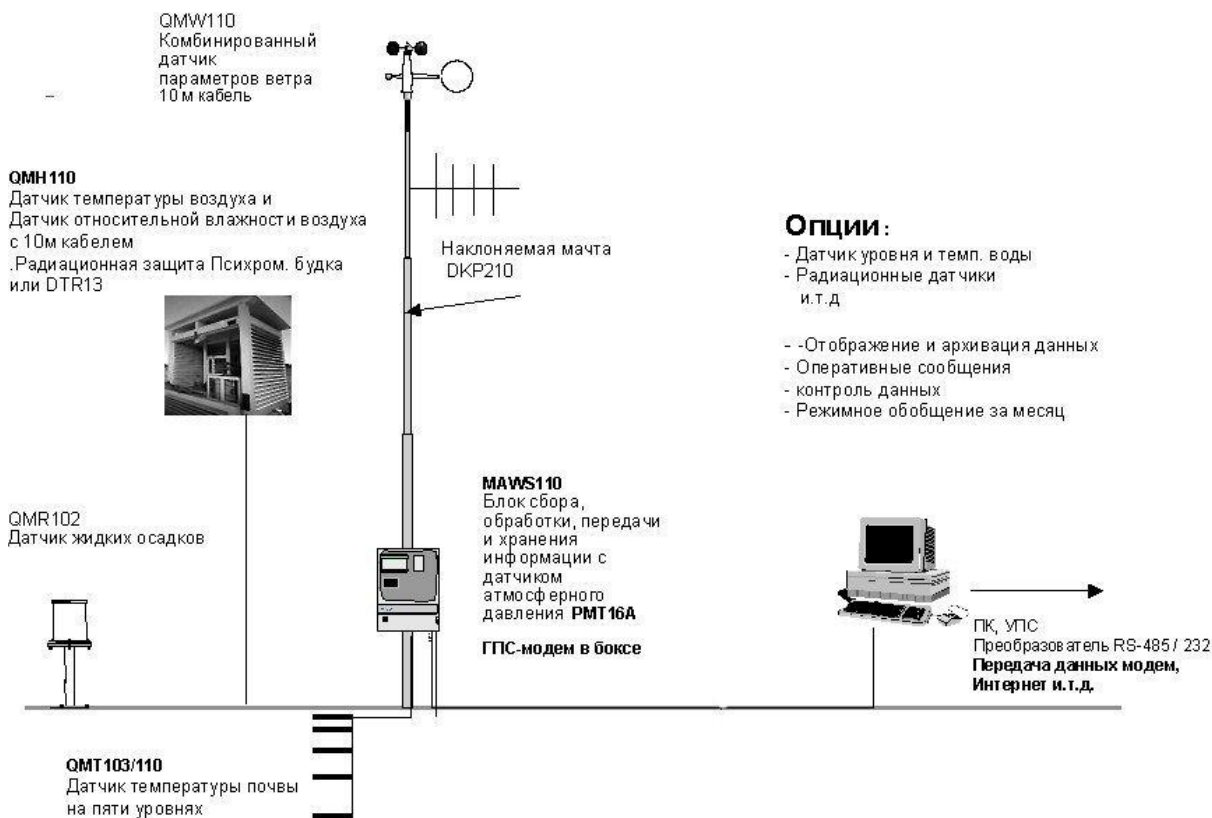 QMW110
Комбинированный
датчик
параметров ветра
10 м кабель
QMH110
Датчик температуры воздуха и
Датчик относительной влажности воздуха
с 10м кабелем
.Радиационная защита Психром. будка
или DTR13
Наклоняемая мачта
DKP210
Опции:
- Датчик уровня и темп. воды
- Радиационные датчики
и.т.д
- -Отображение и архивация данных
- Оперативные сообщения
- контроль данных
- Режимное обобщение за месяц
QMR102
Датчик жидких осадков
MAWS110
Блок сбора,
обработки, передачи
и хранения
информации с
датчиком
атмосферного
давления PMT16A
ГПС-модем в боксе
ПК, УПС
Преобразователь RS-485 / 232
Передача данных модем,
Интернет и.т.д.
QMT103/110
Датчик температуры почвы
на пяти уровнях